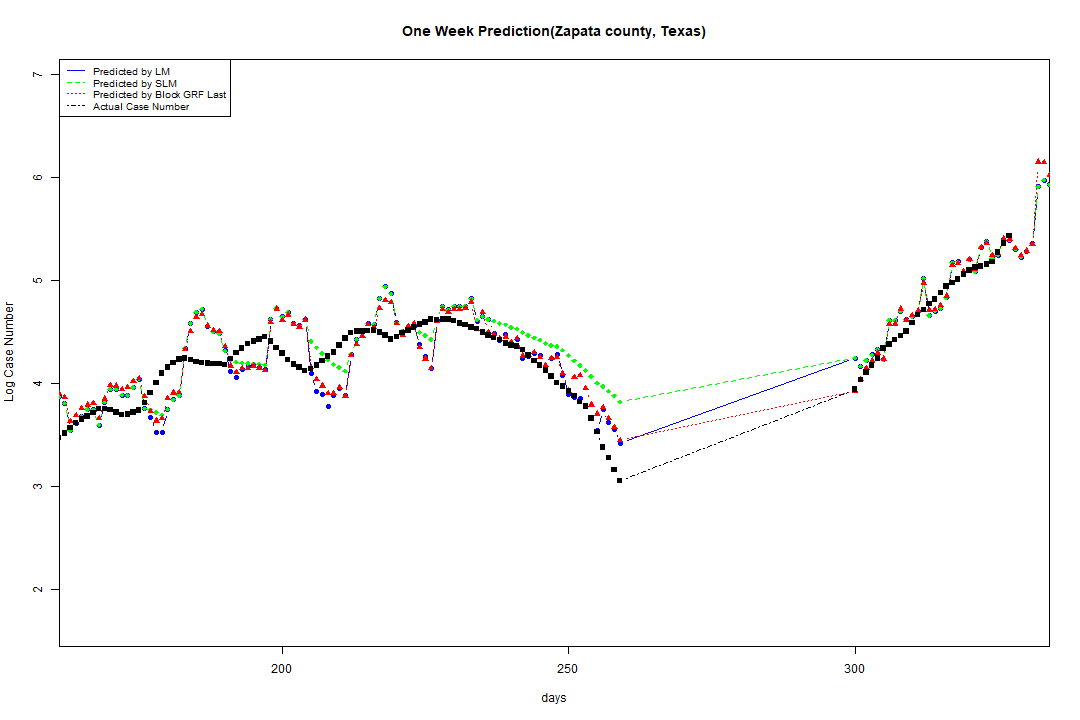 One Week Prediction(Zapata county, Texas)
Predicted by LM
Predicted by SLM
Predicted by Block GRF Last
Actual Case Number
7
6
5
4
3
2
Log Case Number
200
250
300
days